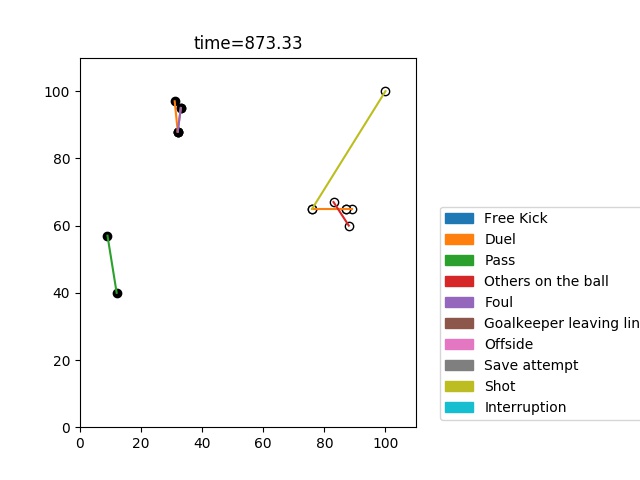 time=873.33
100
80
60
40
20
0
0 20 40 60 80 100
Free Kick
Duel
Pass
Others on the ball
Foul
Goalkeeper leaving lin
Offside
Save attempt
Shot
Interruption